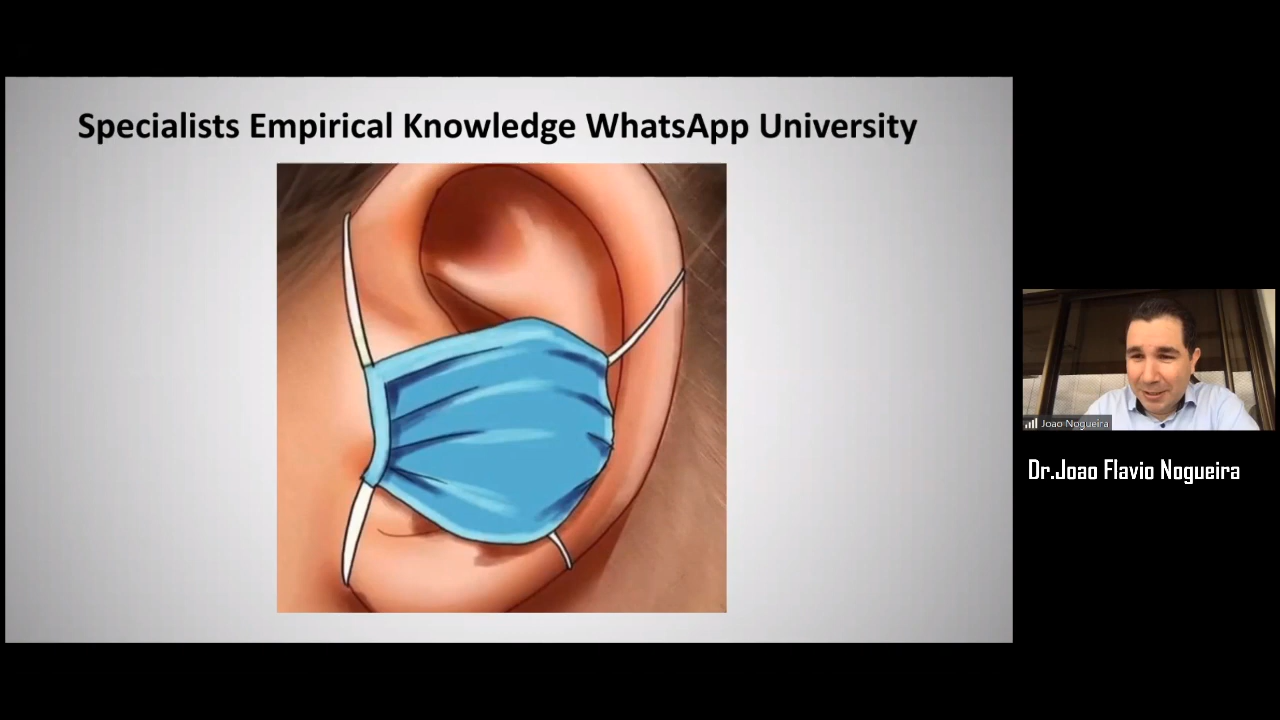 Specialists Empirical Knowledge WhatsApp University
Joao Nogueira
Dr.Joao Flavio Nogueira